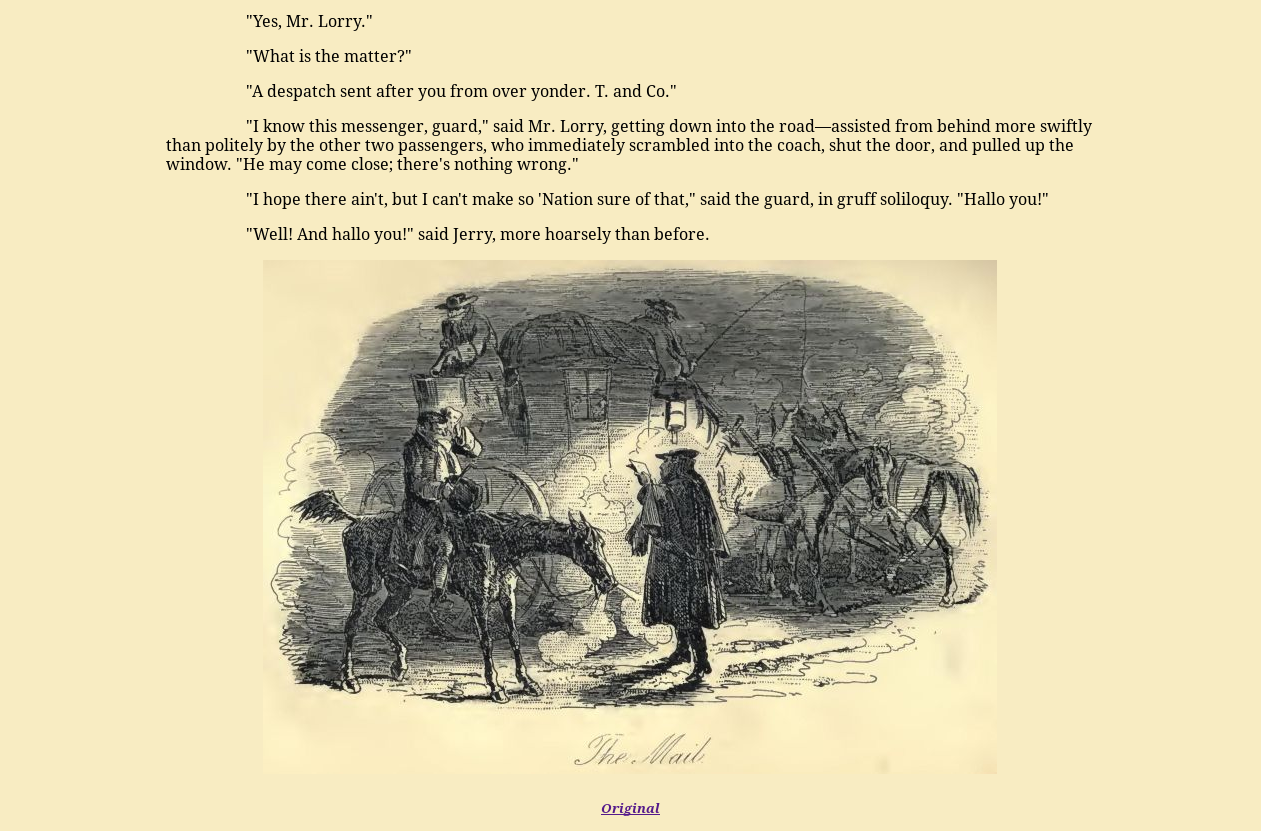 "Yes, Mr. Lorry."
"What is the matter?"
"A despatch sent after you from over yonder. T. and Co."
"I know this messenger, guard," said Mr. Lorry, getting down into the road—assisted from behind more swiftly
than politely by the other two passengers, who immediately scrambled into the coach, shut the door, and pulled up the
window. "He may come close; there's nothing wrong."
"I hope there ain't, but I can't make so 'Nation sure of that," said the guard, in gruff soliloquy. "Hallo you!"
"Well! And hallo you!" said Jerry, more hoarsely than before.
The Mail
Original